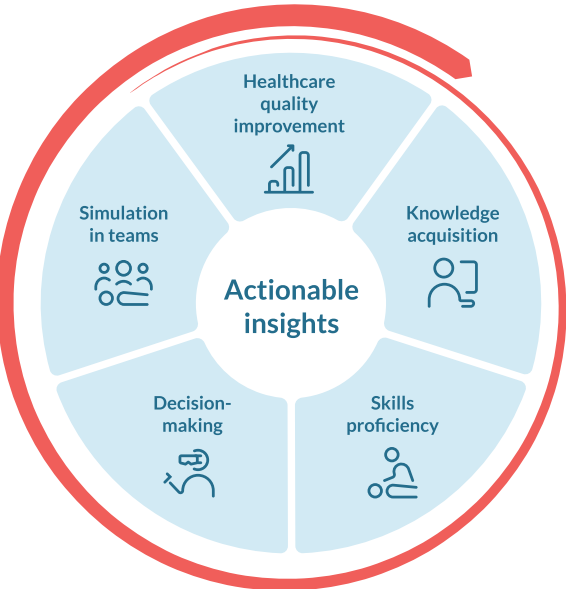 Healthcare
quality
improvement
Knowledge
acquisition
Skills
proficiency
Decision-
making
Simulation
in teams
Actionable
insights